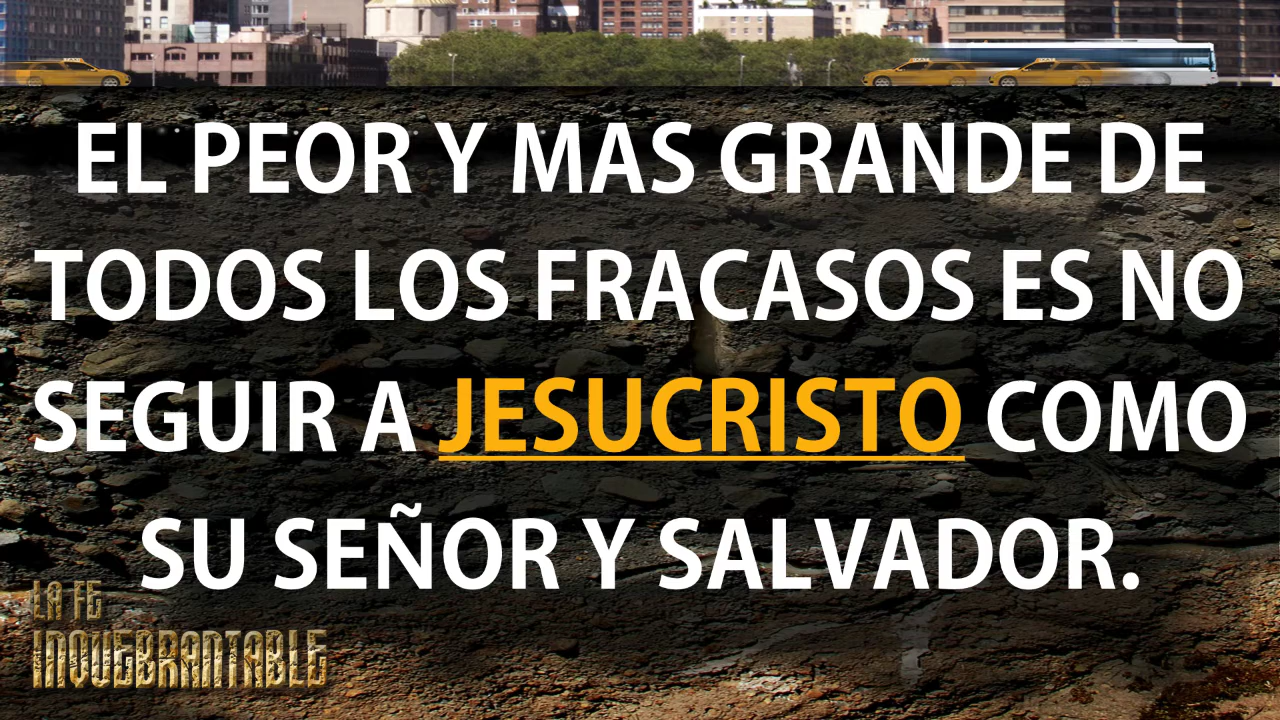 EL PEOR Y MAS GRANDE DE
TODOS LOS FRACASOS ES NO
SEGUIR A JESUCRISTO COMO
SU SEÑOR Y SALVADOR.
LA FE
INQUEBRANTABLE